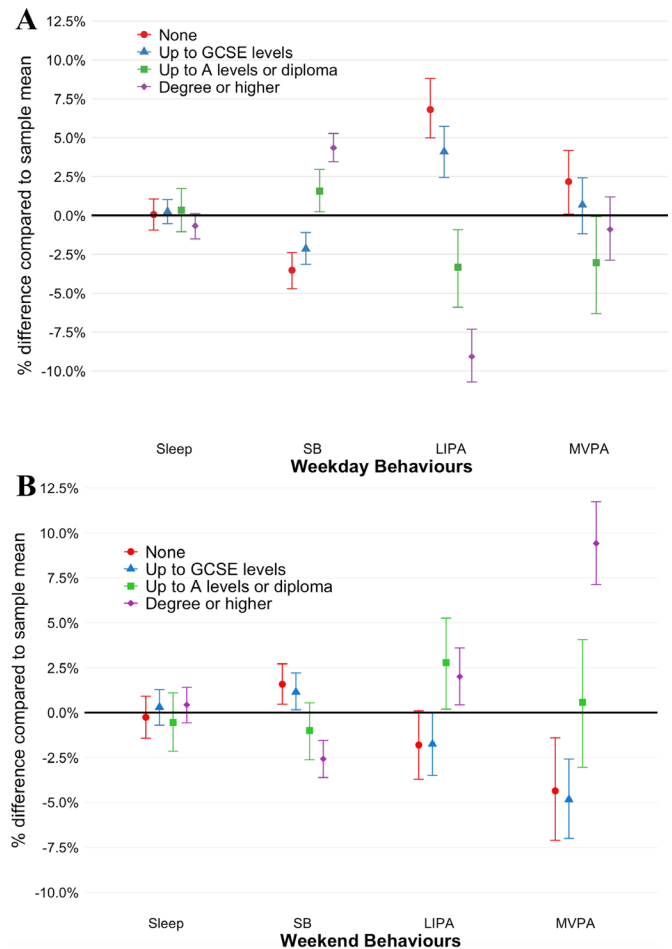 A
% difference compared to sample mean
12.5%
10.0%
7.5%
5.0%
2.5%
0.0%
-2.5%
-5.0%
-7.5%
-10.0%
None
Up to GCSE levels
Up to A levels or diploma
Degree or higher
Sleep SB LIPA MVPA
Weekday Behaviours
B
% difference compared to sample mean
12.5%
10.0%
7.5%
5.0%
2.5%
0.0%
-2.5%
-5.0%
-7.5%
-10.0%
None
Up to GCSE levels
Up to A levels or diploma
Degree or higher
Sleep SB LIPA MVPA
Weekend Behaviours